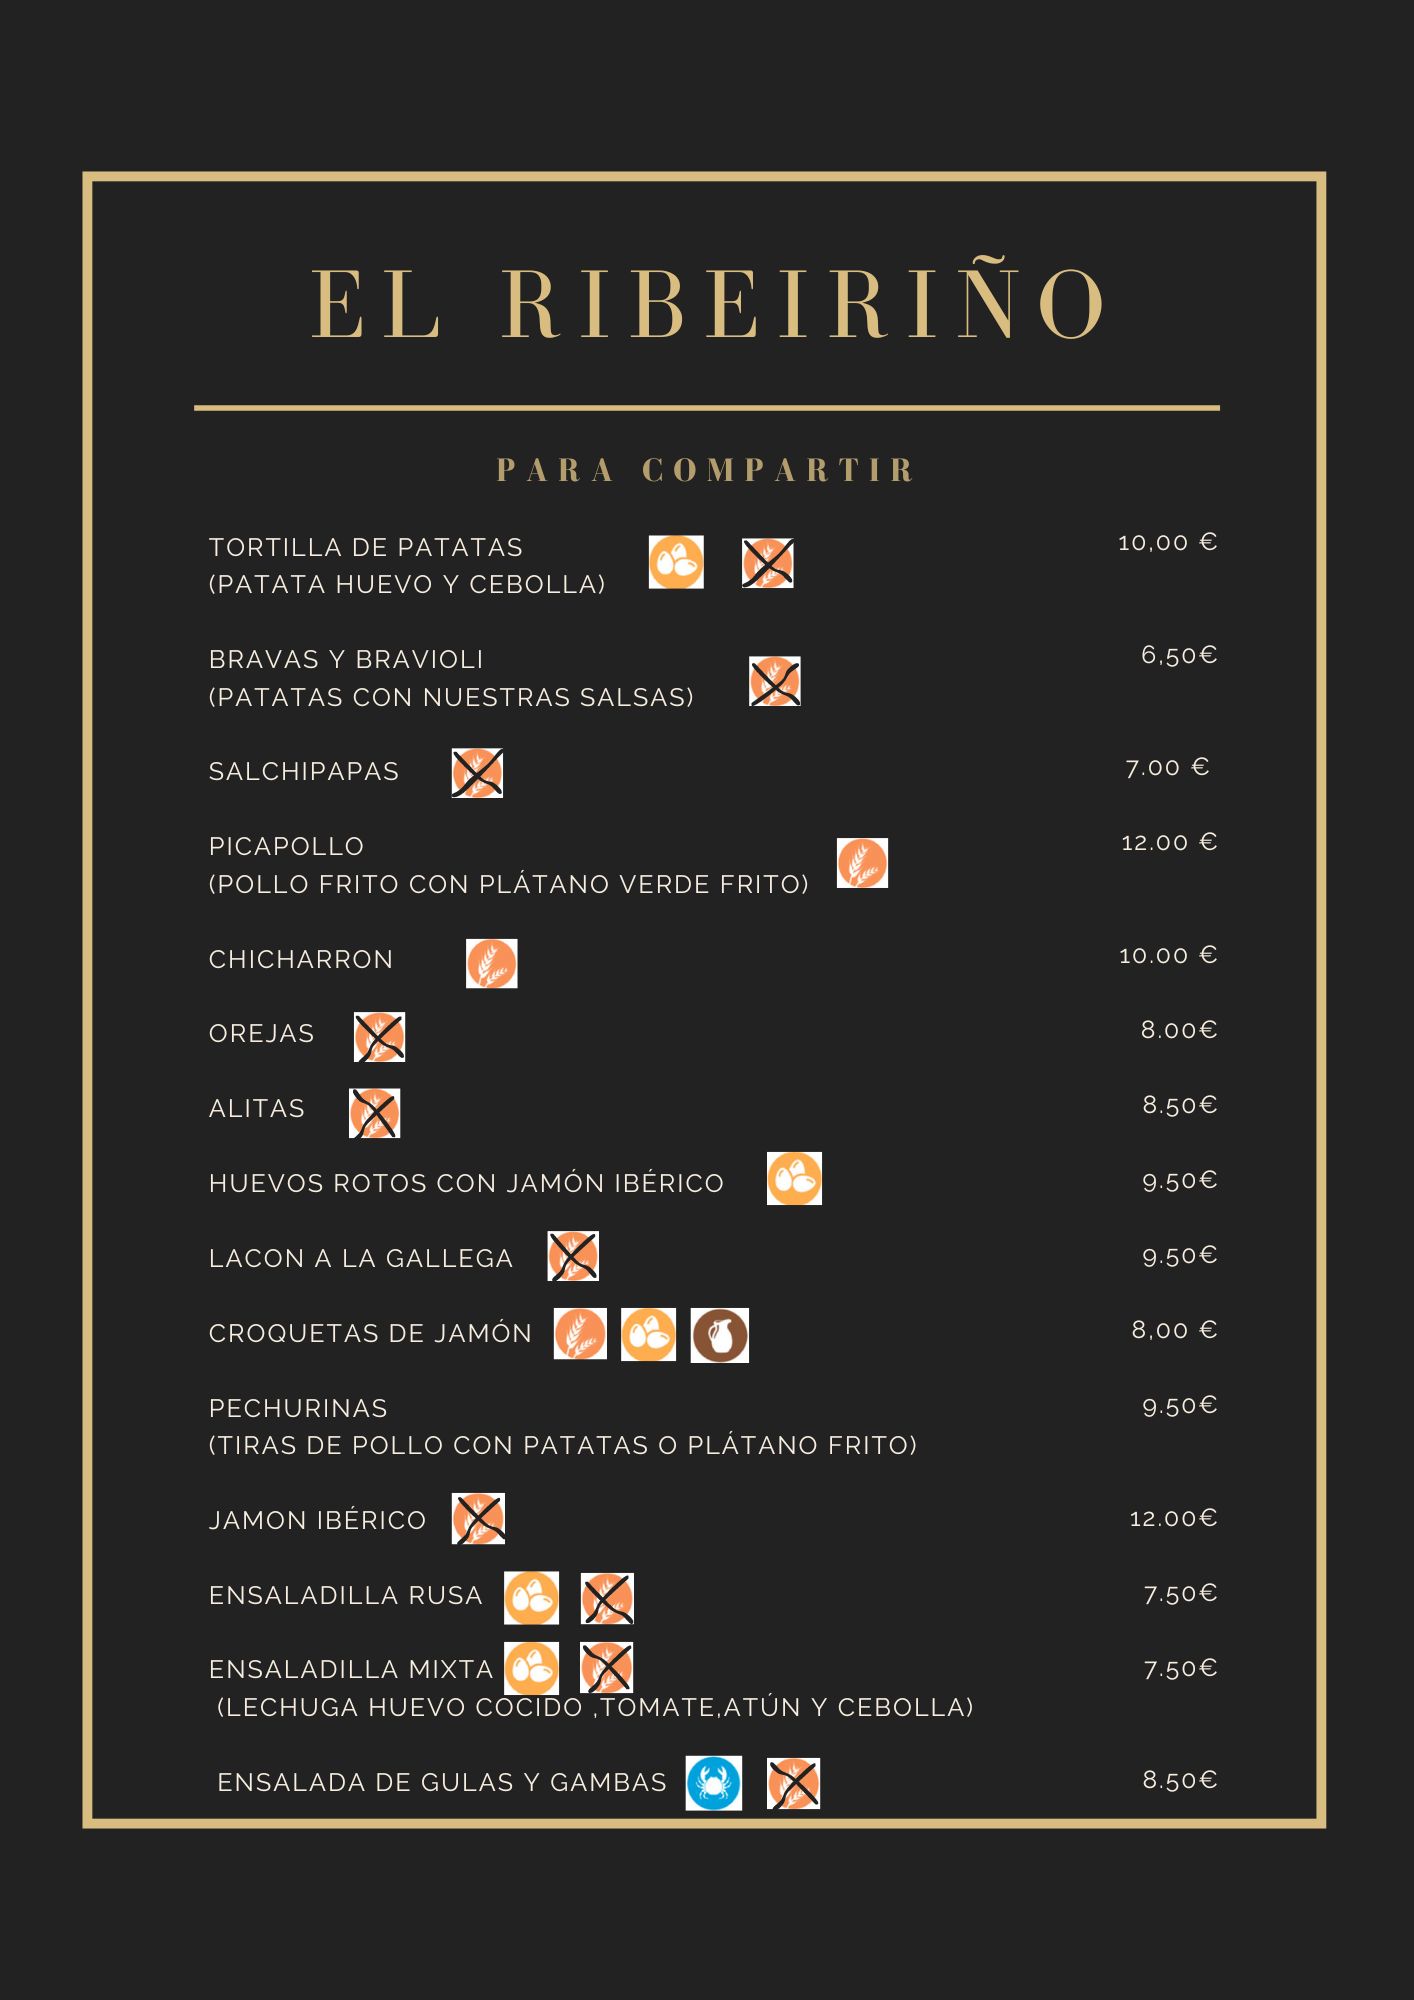 EL RIBEIRIÑO
PARA COMPARTIR
TORTILLA DE PATATAS 10,00 €
(PATATA HUEVO Y CEBOLLA)
BRAVAS Y BRAVIOLI 6,50€
(PATATAS CON NUESTRAS SALSAS)
SALCHIPAPAS 7.00 €
PICAPOLLO 12.00 €
(POLLO FRITO CON PLÁTANO VERDE FRITO)
CHICHARRON 10.00 €
OREJAS 8.00€
ALITAS 8.50€
HUEVOS ROTOS CON JAMÓN IBÉRICO 9.50€
LACON A LA GALLEGA 9.50€
CROQUETAS DE JAMÓN 8,00 €
PECHURINAS 9.50€
(TIRAS DE POLLO CON PATATAS O PLÁTANO FRITO)
JAMON IBÉRICO 12.00€
ENSALADILLA RUSA 7.50€
ENSALADILLA MIXTA 7.50€
(LECHUGA HUEVO COCIDO ,TOMATE,ATÚN Y CEBOLLA)
ENSALADA DE GULAS Y GAMBAS 8.50€